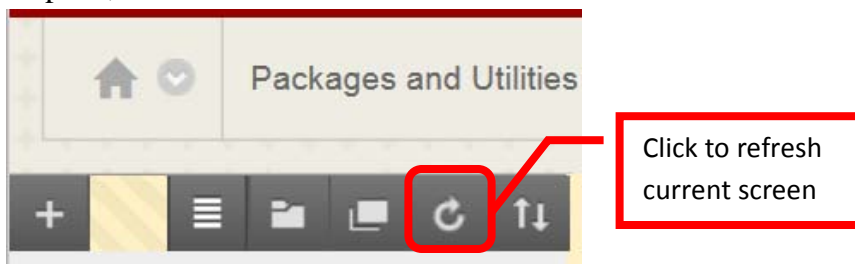 Packages and Utilities
Click to refresh
current screen